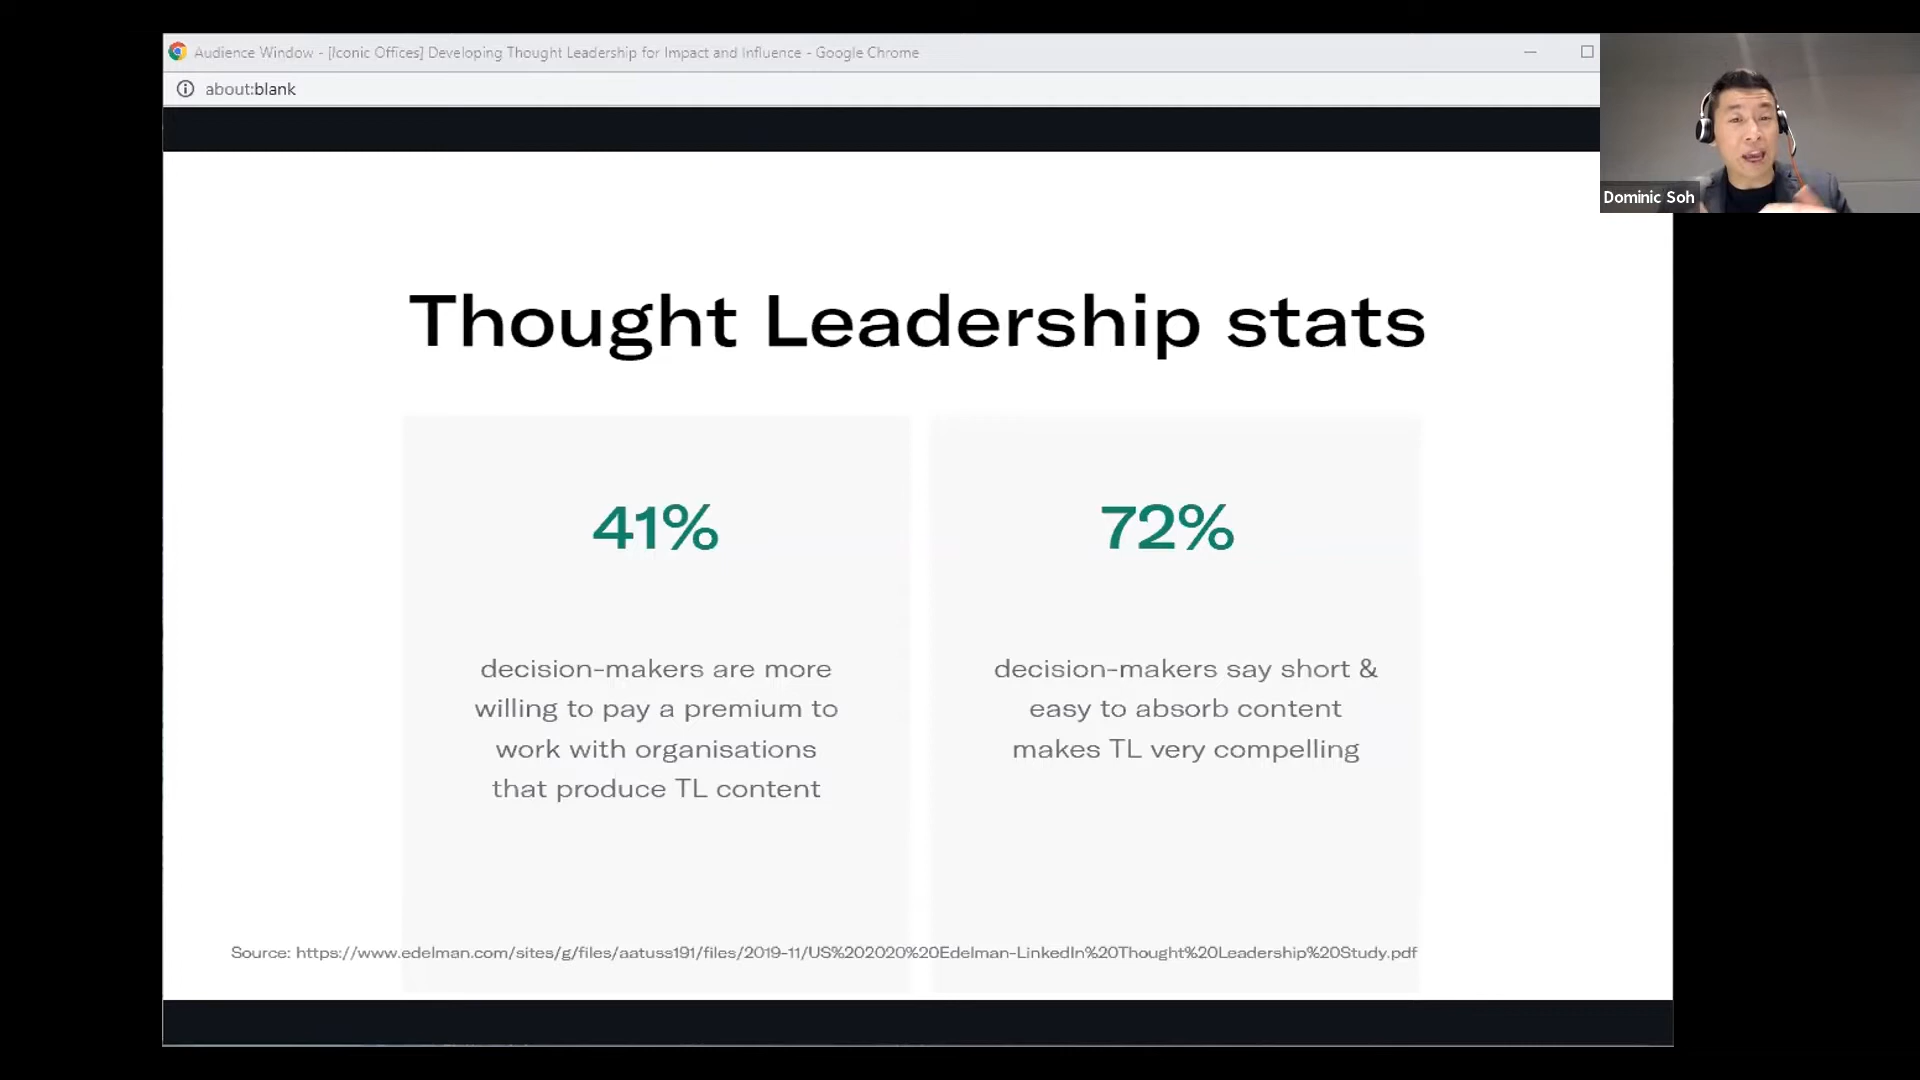 Audience Window - [Iconic Offices] Developing Thought Leadership for Impact and Influence - Google Chrome
about:blank
Dominic Soh
Thought Leadership stats
41%
decision-makers are more
willing to pay a premium to
work with organisations
that produce TL content
72%
decision-makers say short &
easy to absorb content
makes TL very compelling
Source: https://www.edelman.com/sites/g/files/aatuss191/files/2019-11/US%202020%20Edelman-LinkedIn%20Thought%20Leadership%20Study.pdf